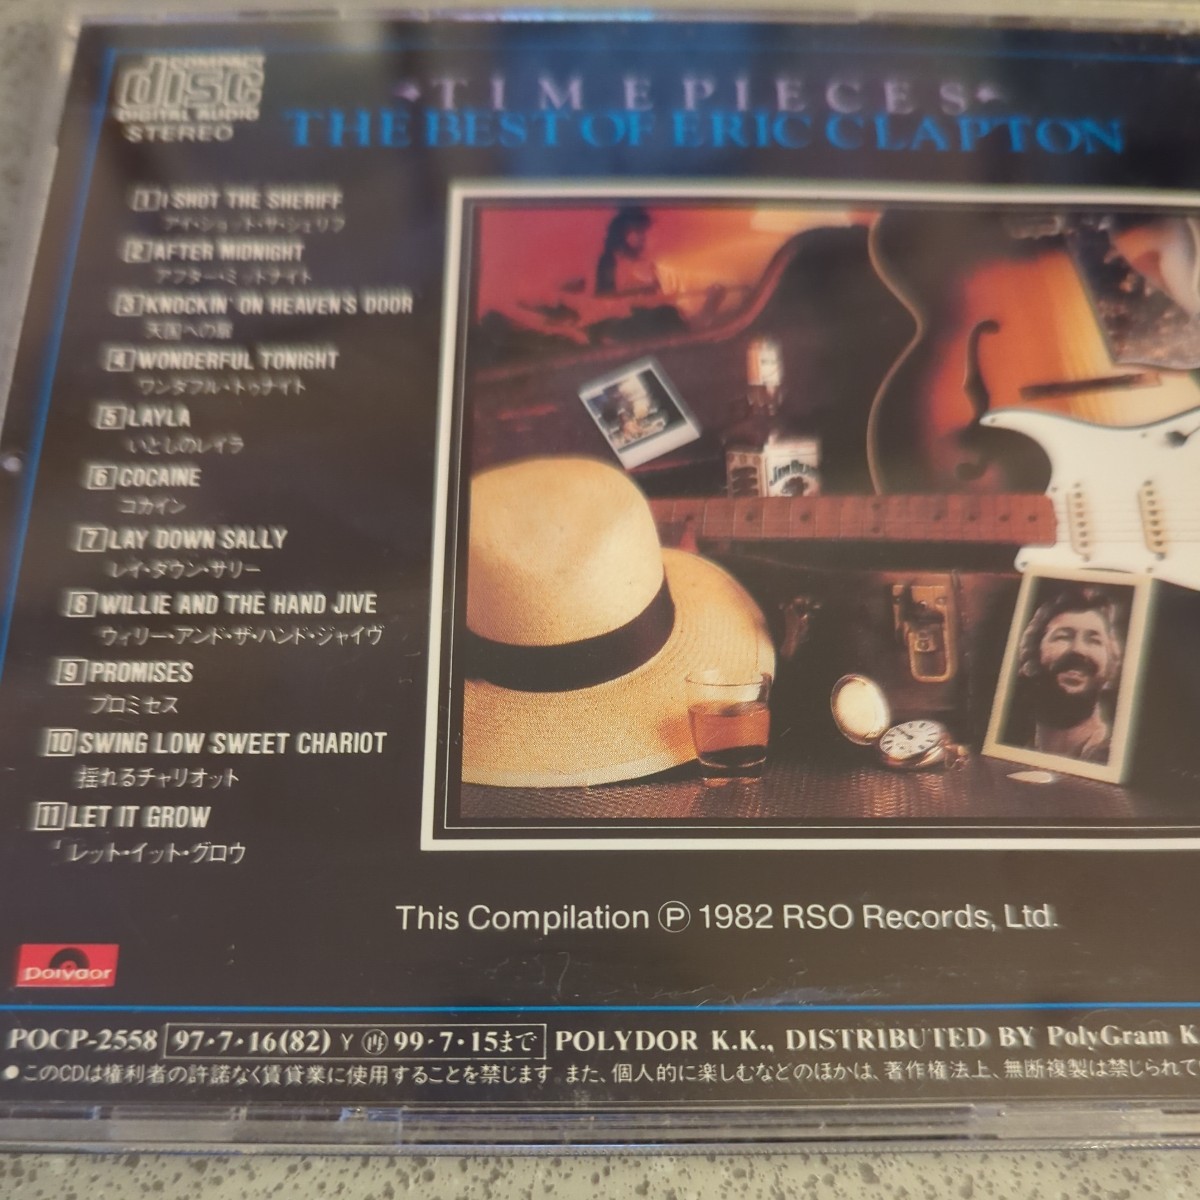 COMPACT
disc
DIGITAL AUDIO
STEREO
TIME PIECES
THE BEST OF ERIC CLAPTON
1 I SHOT THE SHERIFF
アイ・ショット・ザ・シェリフ
2 AFTER MIDNIGHT
アフター・ミッドナイト
3 KNOCKIN' ON HEAVEN'S DOOR
天国への扉
4 WONDERFUL TONIGHT
ワンダフル・トゥナイト
5 LAYLA
いとしのレイラ
6 COCAINE
コカイン
7 LAY DOWN SALLY
レイ・ダウン・サリー
8 WILLIE AND THE HAND JIVE
ウィリー・アンド・ザ・ハンド・ジャイヴ
9 PROMISES
プロミセス
10 SWING LOW SWEET CHARIOT
揺れるチャリオット
11 LET IT GROW
レット・イット・グロウ
Jim Beam
This Compilation Ⓟ 1982 RSO Records, Ltd.
polydor
POCP-2558 97・7・16(82) Y ㊞ 99・7・15まで POLYDOR K.K., DISTRIBUTED BY PolyGram K
●このCDは権利者の許諾なく賃貸業に使用することを禁じます。また、個人的に楽しむなどのほかは、著作権法上、無断複製は禁じられて